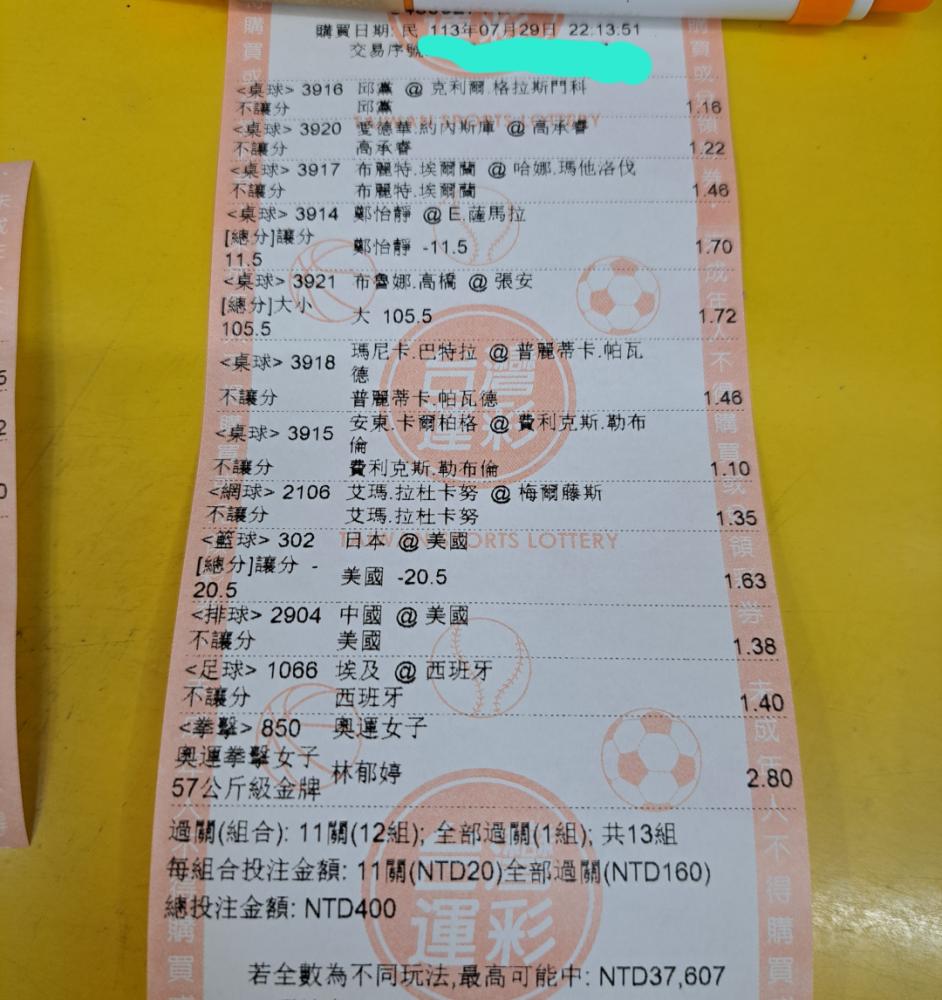 購買日期: 民 113年07月29日 22:13:51
交易序號
<桌球> 3916 邱黨 @ 克利爾.格拉斯門科
不讓分 邱黨 1.16
TAIWAN SPORTS LOTTERY
<桌球> 3920 愛德華.約內斯庫 @ 高承睿
不讓分 高承睿 1.22
<桌球> 3917 布麗特.埃爾蘭 @ 哈娜.瑪他洛伐
不讓分 布麗特.埃爾蘭 1.46
<桌球> 3914 鄭怡靜 @ E.薩馬拉
[總分]讓分
11.5 鄭怡靜 -11.5 1.70
<桌球> 3921 布魯娜.高橋 @ 張安
[總分]大小
105.5 大 105.5 1.72
<桌球> 3918 瑪尼卡.巴特拉 @ 普麗蒂卡.帕瓦
德
不讓分 普麗蒂卡.帕瓦德 1.46
台灣
運彩
<桌球> 3915 安東.卡爾柏格 @ 費利克斯.勒布
倫
不讓分 費利克斯.勒布倫 1.10
<網球> 2106 艾瑪.拉杜卡努 @ 梅爾藤斯
不讓分 艾瑪.拉杜卡努 1.35
<籃球> 302 日本 @ 美國
TAIWAN SPORTS LOTTERY
[總分]讓分 -
20.5 美國 -20.5 1.63
<排球> 2904 中國 @ 美國
不讓分 美國 1.38
<足球> 1066 埃及 @ 西班牙
不讓分 西班牙 1.40
<拳擊> 850 奧運女子
奧運拳擊女子
57公斤級金牌 林郁婷 2.80
過關(組合): 11關(12組); 全部過關(1組); 共13組
每組合投注金額: 11關(NTD20)全部過關(NTD160)
總投注金額: NTD400
台灣
運彩
若全數為不同玩法,最高可能中: NTD37,607